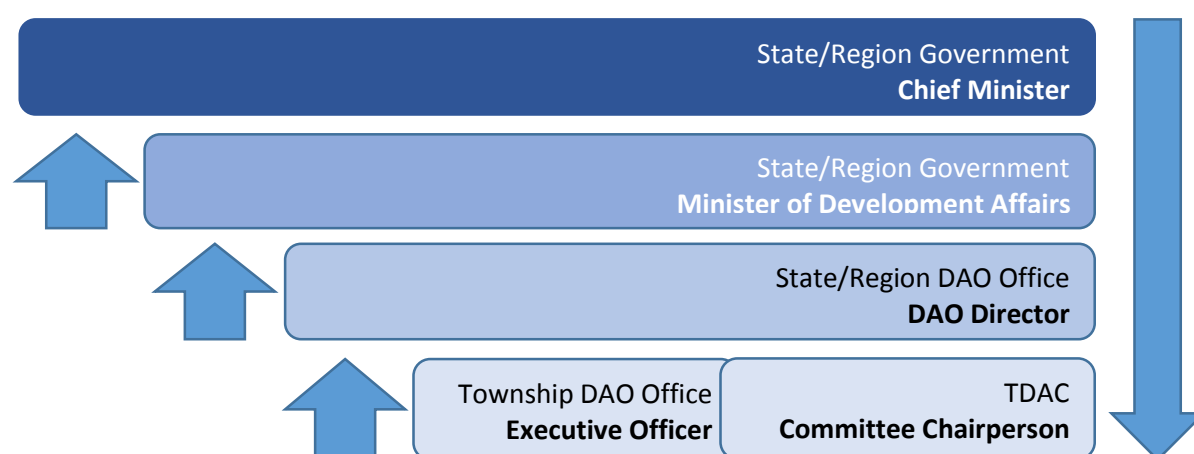 State/Region Government
Chief Minister
State/Region Government
Minister of Development Affairs
State/Region DAO Office
DAO Director
Township DAO Office
Executive Officer
TDAC
Committee Chairperson